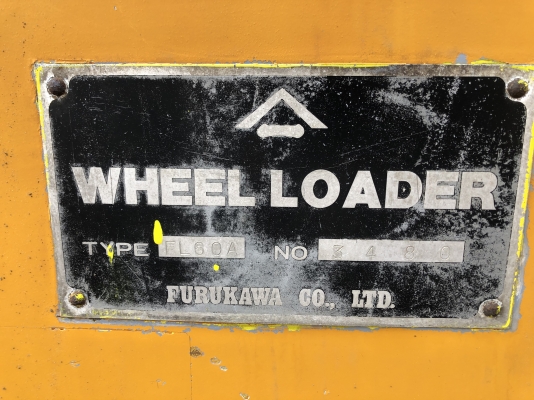 WHEEL LOADER
TYPE FL60A NO
FURUKAWA CO., LTD.